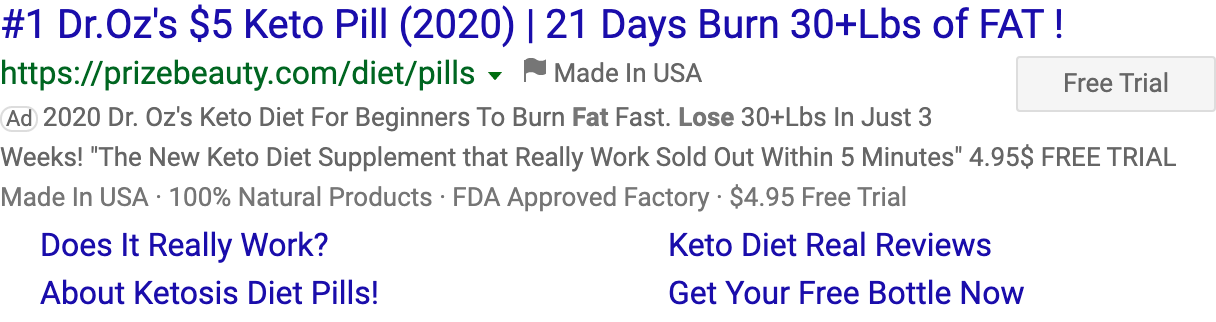 #1 Dr.Oz's $5 Keto Pill (2020) | 21 Days Burn 30+Lbs of FAT !
https://prizebeauty.com/diet/pills Made In USA
Free Trial
Ad 2020 Dr. Oz's Keto Diet For Beginners To Burn Fat Fast. Lose 30+Lbs In Just 3
Weeks! "The New Keto Diet Supplement that Really Work Sold Out Within 5 Minutes" 4.95$ FREE TRIAL
Made In USA · 100% Natural Products · FDA Approved Factory · $4.95 Free Trial
Does It Really Work?
Keto Diet Real Reviews
About Ketosis Diet Pills!
Get Your Free Bottle Now